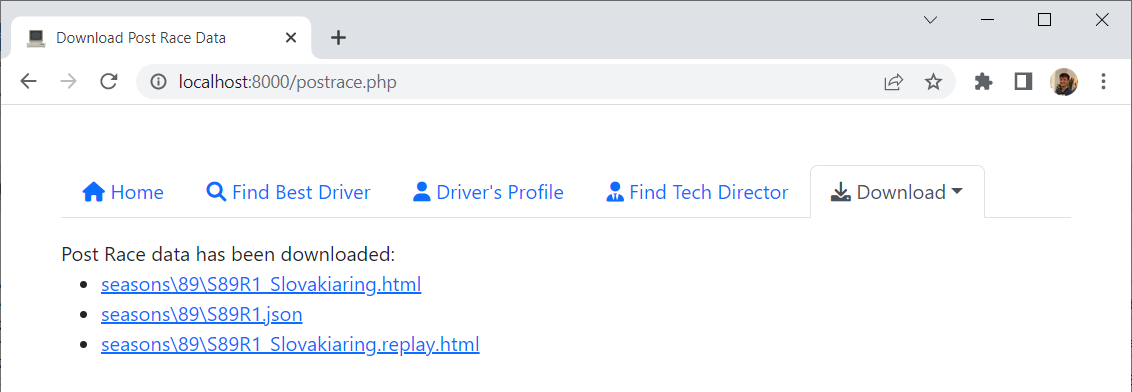 Download Post Race Data
localhost:8000/postrace.php
Home Find Best Driver Driver's Profile Find Tech Director Download
Post Race data has been downloaded:
seasons\89\S89R1_Slovakiaring.html
seasons\89\S89R1.json
seasons\89\S89R1_Slovakiaring.replay.html